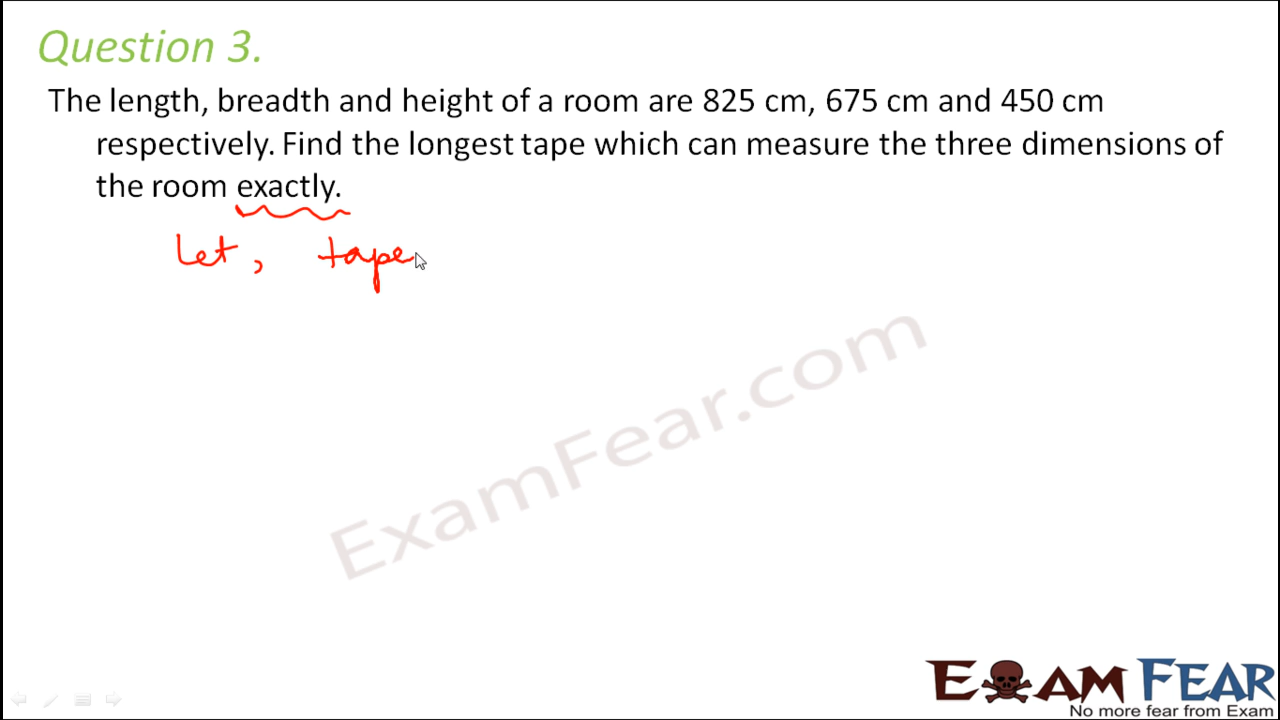 Question 3.
The length, breadth and height of a room are 825 cm, 675 cm and 450 cm
respectively. Find the longest tape which can measure the three dimensions of
the room exactly.
let, tape
ExamFear.com
EXAM FEAR
No more fear from Exam